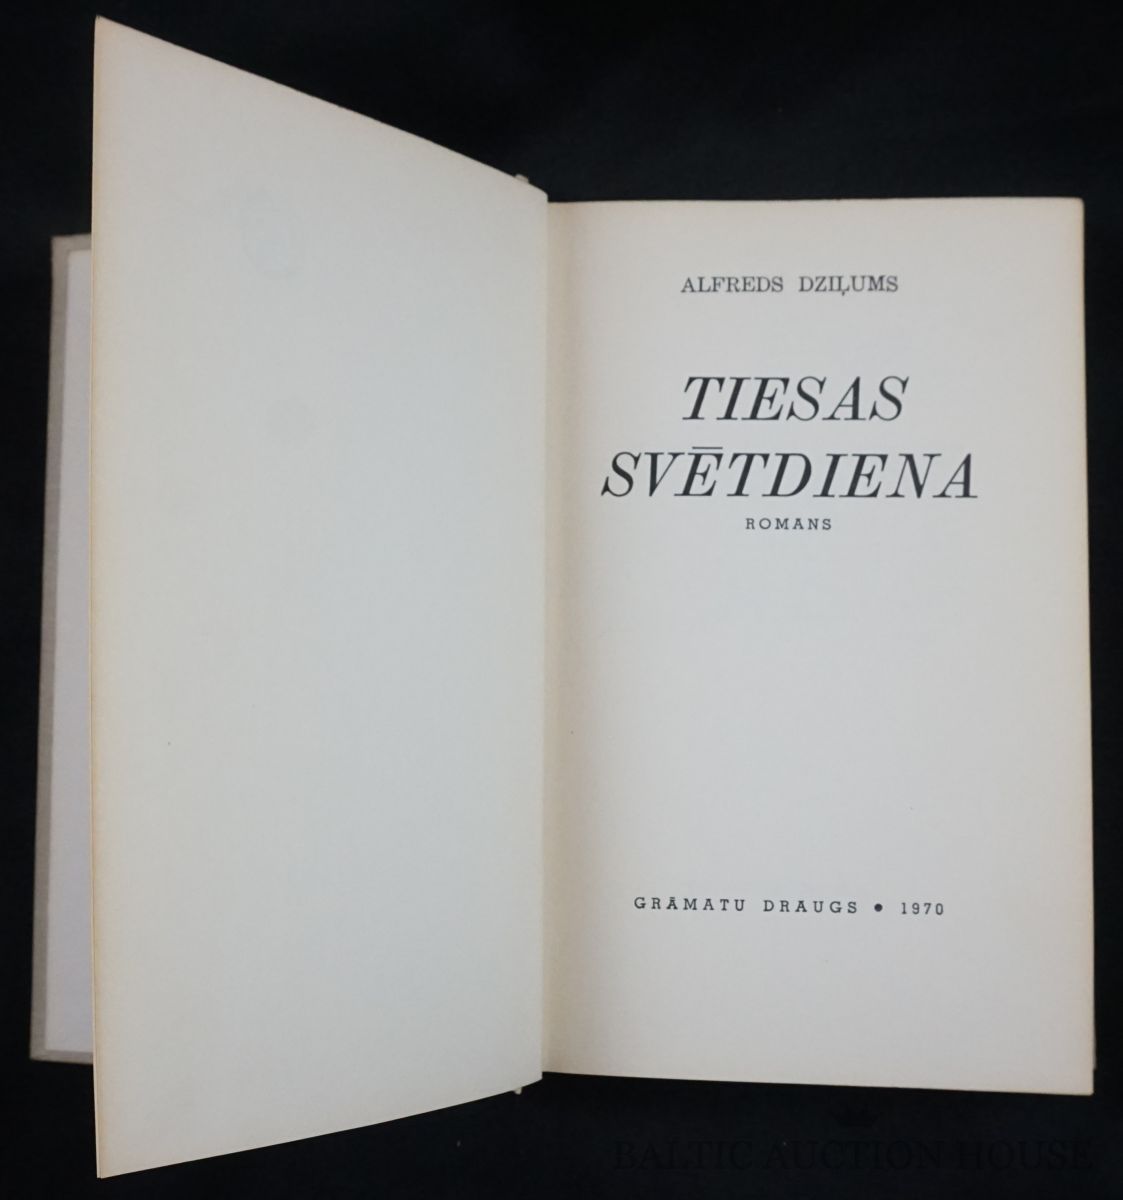 ALFREDS DZIĻUMS
TIESAS
SVĒTDIENA
ROMANS
GRĀMATU DRAUGS • 1970
BALTIC AUCTION HOUSE